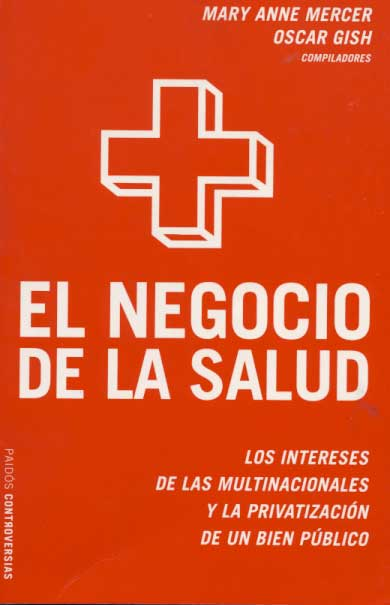 MARY ANNE MERCER
OSCAR GISH
COMPILADORES
EL NEGOCIO
DE LA SALUD
LOS INTERESES
DE LAS MULTINACIONALES
Y LA PRIVATIZACIÓN
DE UN BIEN PÚBLICO
PAIDÓS CONTROVERSIAS